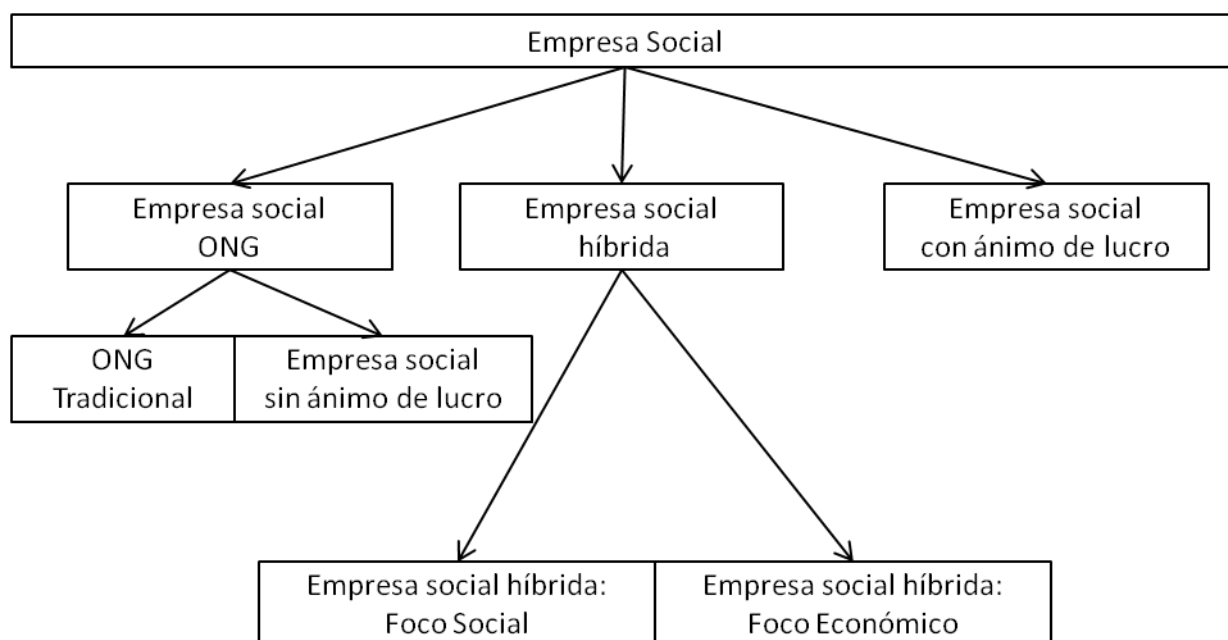 Empresa Social
Empresa social
ONG
Empresa social
híbrida
Empresa social
con ánimo de lucro
ONG
Tradicional
Empresa social
sin ánimo de lucro
Empresa social híbrida:
Foco Social
Empresa social híbrida:
Foco Económico